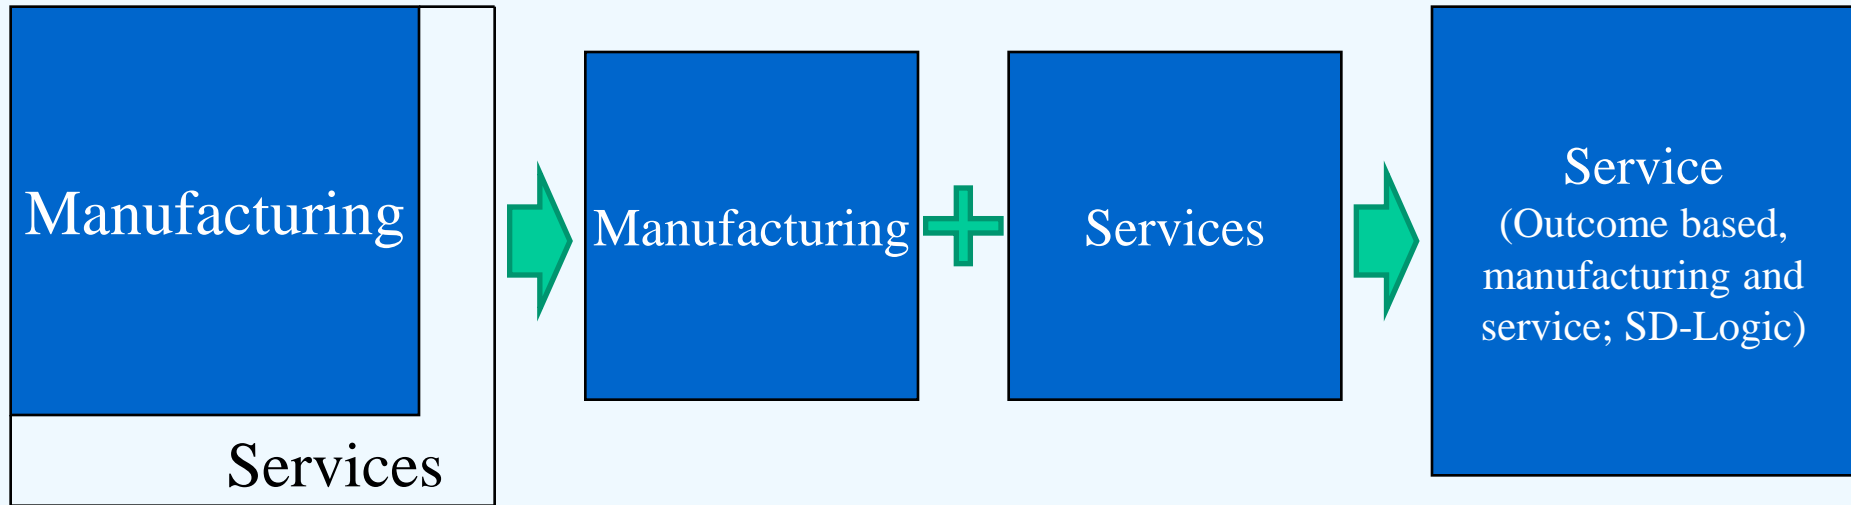 Manufacturing
Services
Manufacturing
Services
Service
(Outcome based,
manufacturing and
service; SD-Logic)